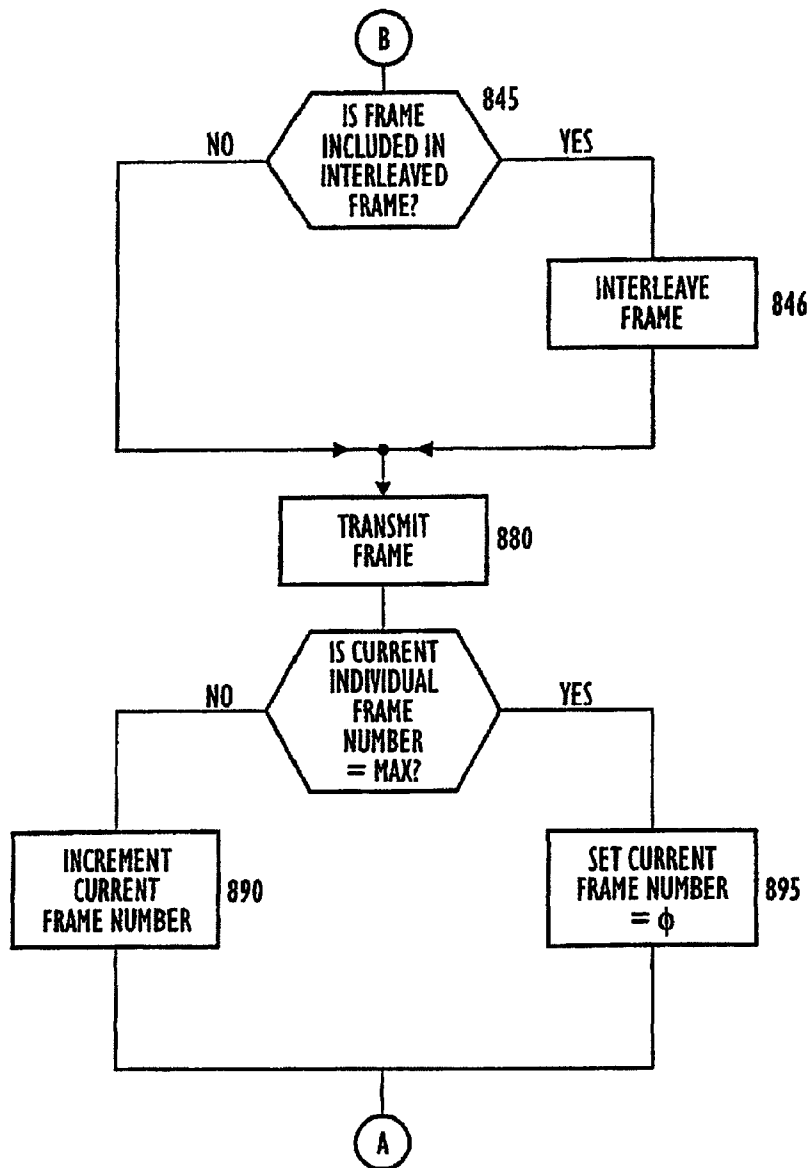 B
845
IS FRAME
INCLUDED IN
INTERLEAVED
FRAME?
NO
YES
INTERLEAVE
FRAME
846
TRANSMIT
FRAME
880
IS CURRENT
INDIVIDUAL
FRAME
NUMBER
= MAX?
NO
YES
INCREMENT
CURRENT
FRAME NUMBER
890
SET CURRENT
FRAME NUMBER
= ϕ
895
A